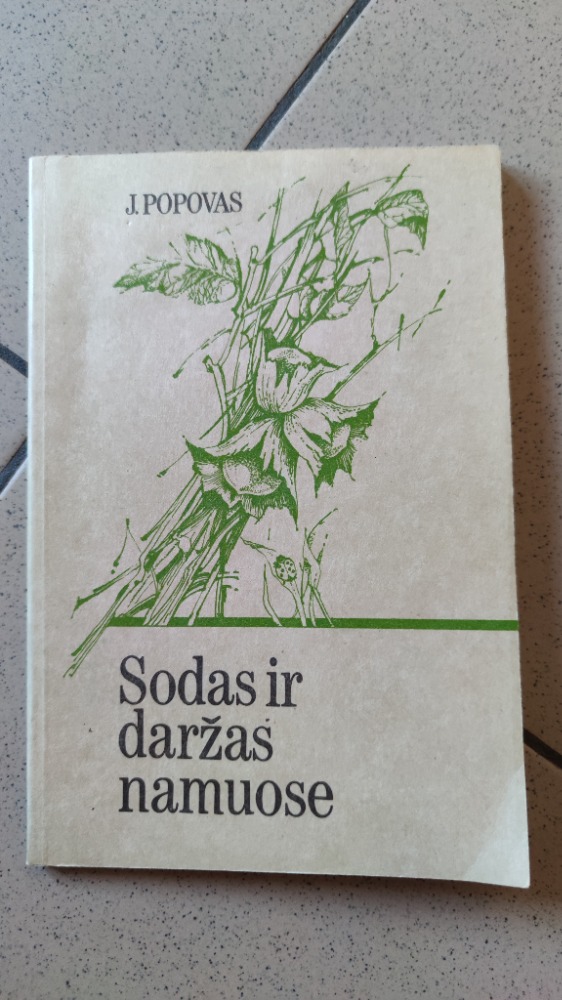 J. POPOVAS
Sodas ir
daržas
namuose